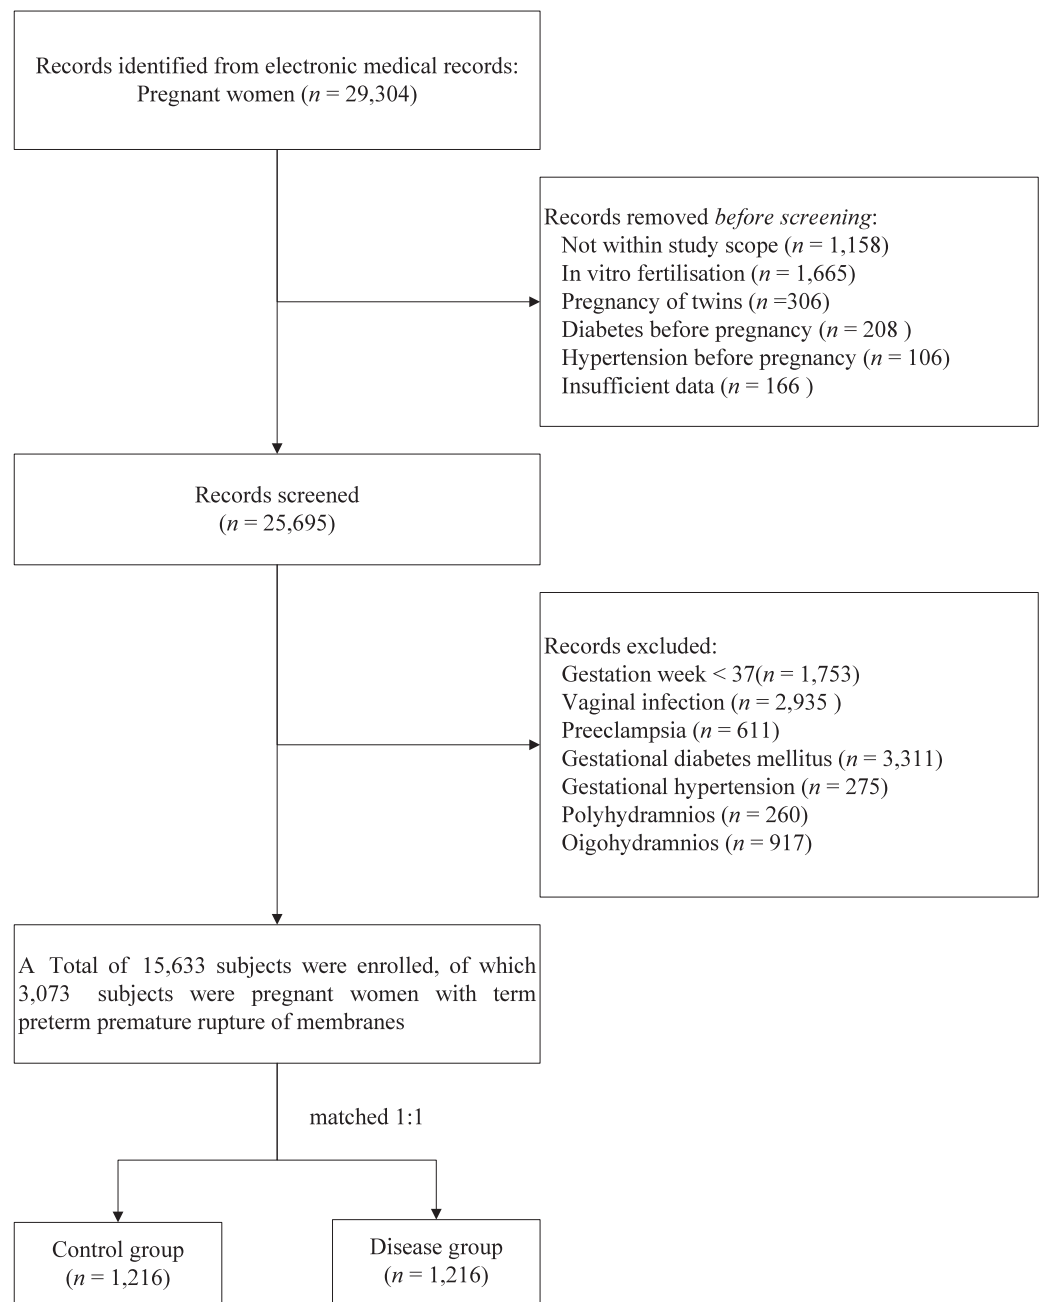 Records identified from electronic medical records:
Pregnant women (n = 29,304)
Records removed before screening:
Not within study scope (n = 1,158)
In vitro fertilisation (n = 1,665)
Pregnancy of twins (n =306)
Diabetes before pregnancy (n = 208 )
Hypertension before pregnancy (n = 106)
Insufficient data (n = 166 )
Records screened
(n = 25,695)
Records excluded:
Gestation week < 37(n = 1,753)
Vaginal infection (n = 2,935 )
Preeclampsia (n = 611)
Gestational diabetes mellitus (n = 3,311)
Gestational hypertension (n = 275)
Polyhydramnios (n = 260)
Oigohydramnios (n = 917)
A Total of 15,633 subjects were enrolled, of which
3,073 subjects were pregnant women with term
preterm premature rupture of membranes
matched 1:1
Control group
(n = 1,216)
Disease group
(n = 1,216)